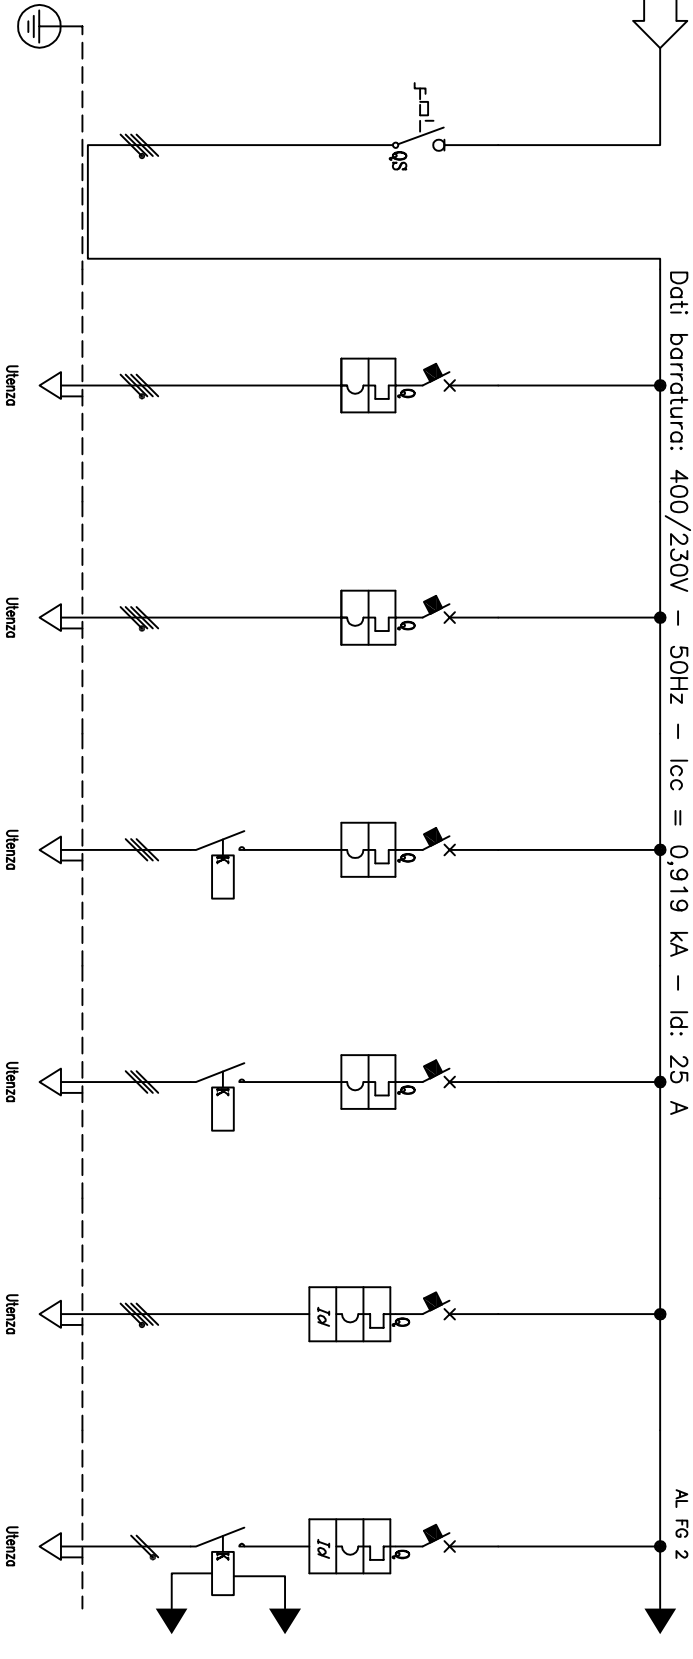 Dati barratura: 400/230V – 50Hz – Icc = 0,919 kA – Id: 25 A
AL FG 2
QS
Q
Q
Q
Q
Q
Q
Id
Id
K
K
K
Utenza
Utenza
Utenza
Utenza
Utenza
Utenza